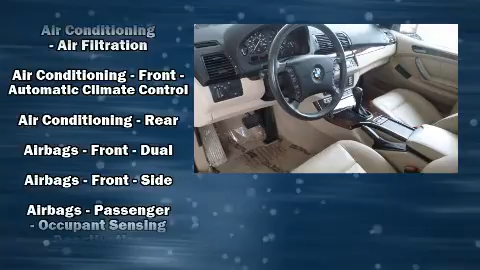 Air Conditioning
- Air Filtration
Air Conditioning - Front -
Automatic Climate Control
Air Conditioning - Rear
Airbags - Front - Dual
Airbags - Front - Side
Airbags - Passenger
- Occupant Sensing